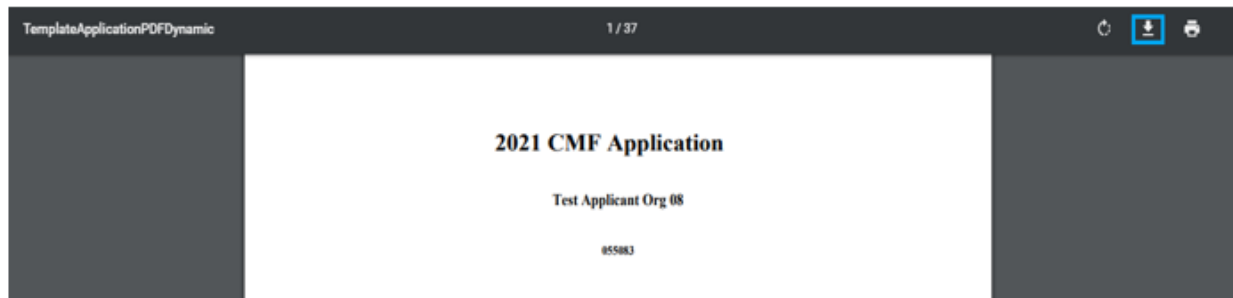 TemplateApplicationPDFDynamic 1 / 37
2021 CMF Application
Test Applicant Org 08
055083